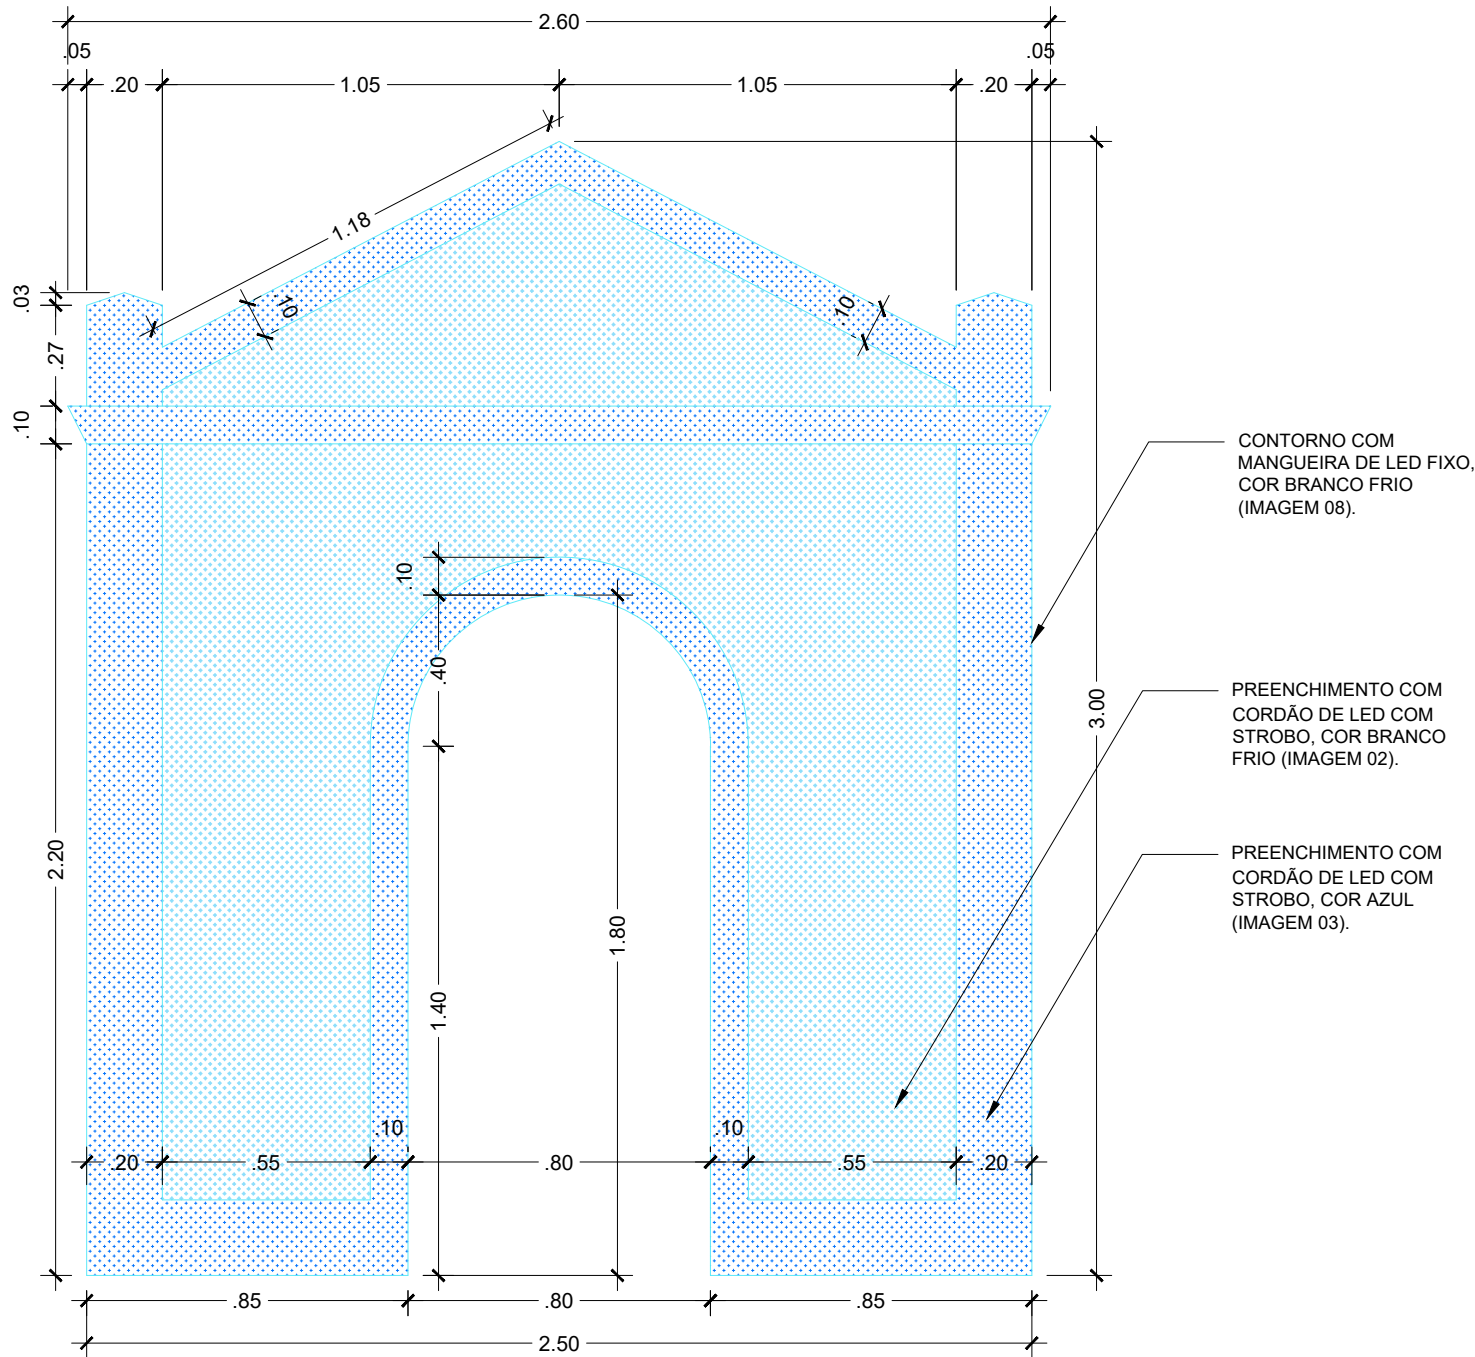 2.60
.05
.05
.20
1.05
1.05
.20
1.18
.10
.10
.03
.27
.10
CONTORNO COM
MANGUEIRA DE LED FIXO,
COR BRANCO FRIO
(IMAGEM 08).
.10
.40
3.00
PREENCHIMENTO COM
CORDÃO DE LED COM
STROBO, COR BRANCO
FRIO (IMAGEM 02).
2.20
PREENCHIMENTO COM
CORDÃO DE LED COM
STROBO, COR AZUL
(IMAGEM 03).
1.80
1.40
.10
.10
.20
.55
.80
.55
.20
.85
.80
.85
2.50